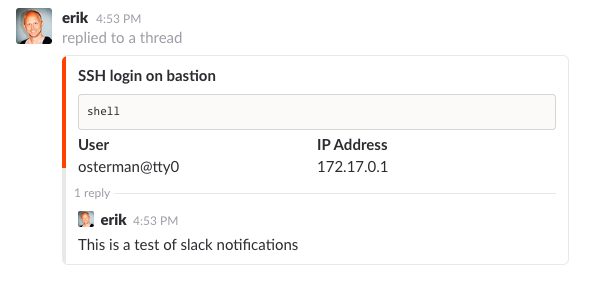 erik 4:53 PM
replied to a thread
SSH login on bastion
shell
User IP Address
osterman@tty0 172.17.0.1
1 reply
erik 4:53 PM
This is a test of slack notifications